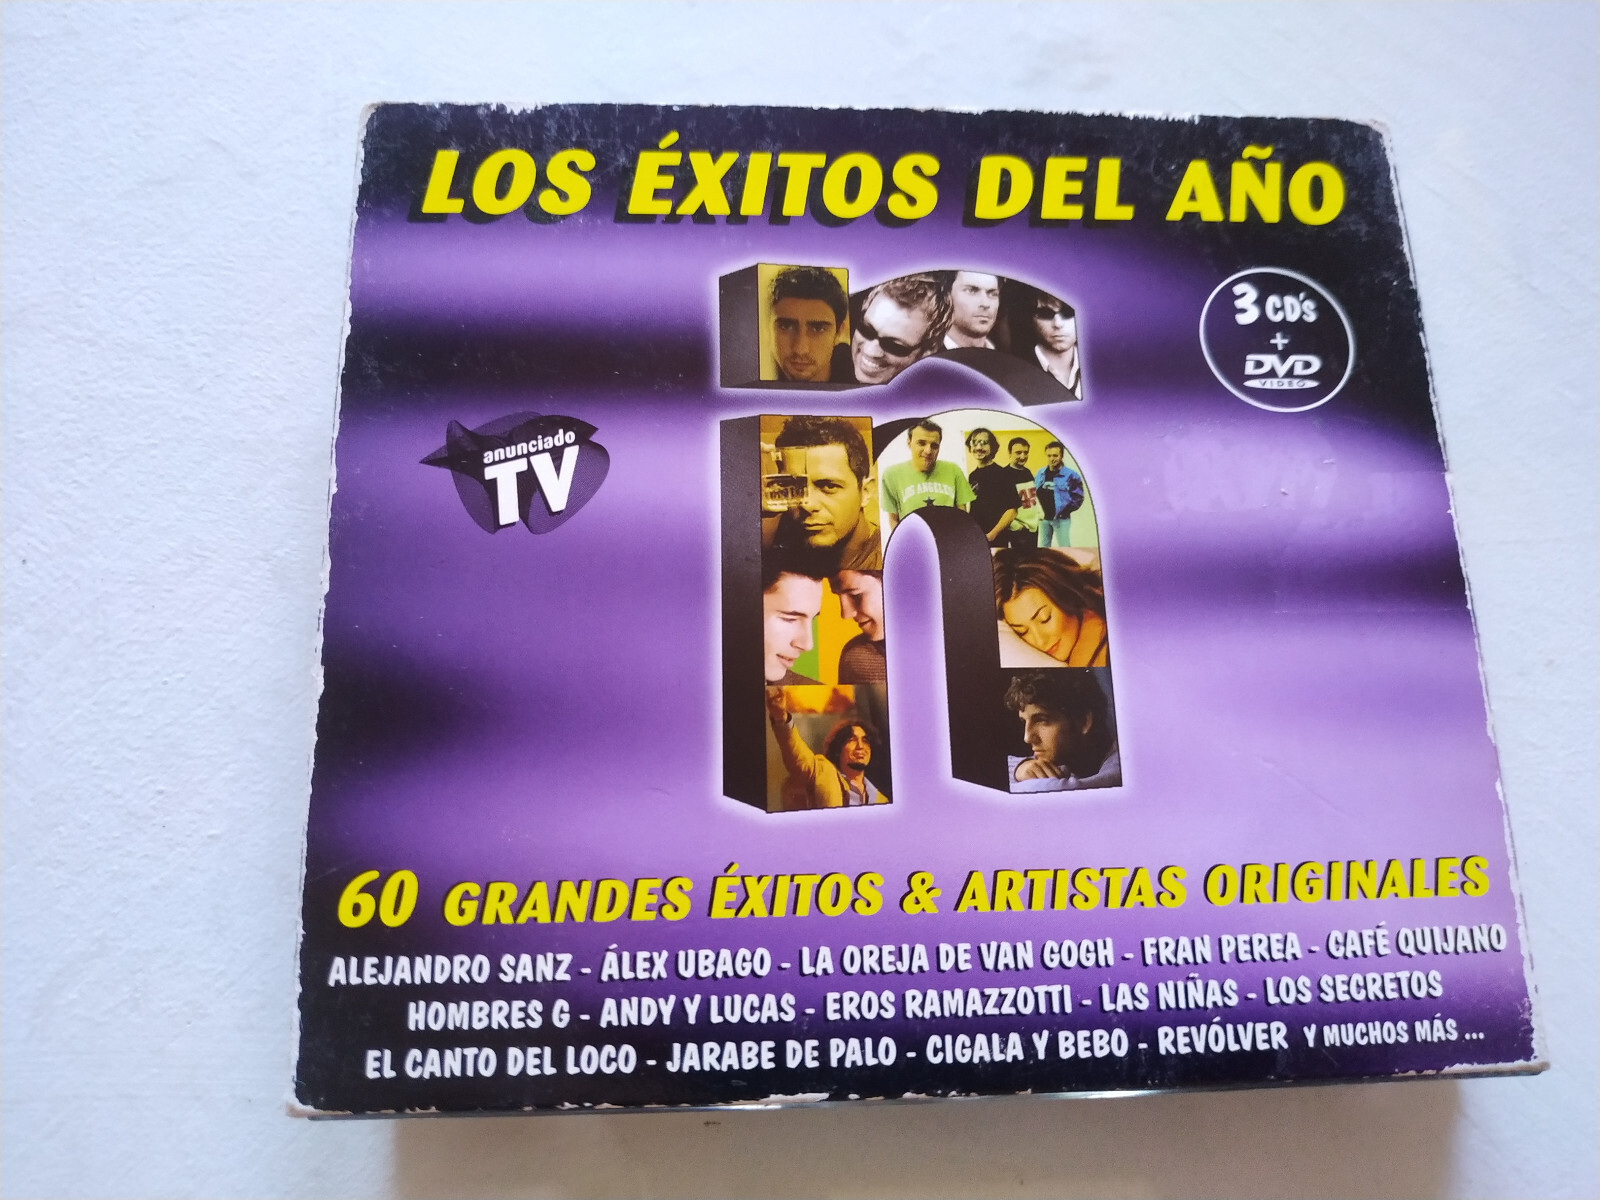 LOS ÉXITOS DEL AÑO
3 CD's
+
DVD
VIDEO
ñ
anunciado
TV
LOS ANGELES
60 GRANDES ÉXITOS & ARTISTAS ORIGINALES
ALEJANDRO SANZ - ÁLEX UBAGO - LA OREJA DE VAN GOGH - FRAN PEREA - CAFÉ QUIJANO
HOMBRES G - ANDY Y LUCAS - EROS RAMAZZOTTI - LAS NIÑAS - LOS SECRETOS
EL CANTO DEL LOCO - JARABE DE PALO - CIGALA Y BEBO - REVÓLVER Y MUCHOS MÁS ...